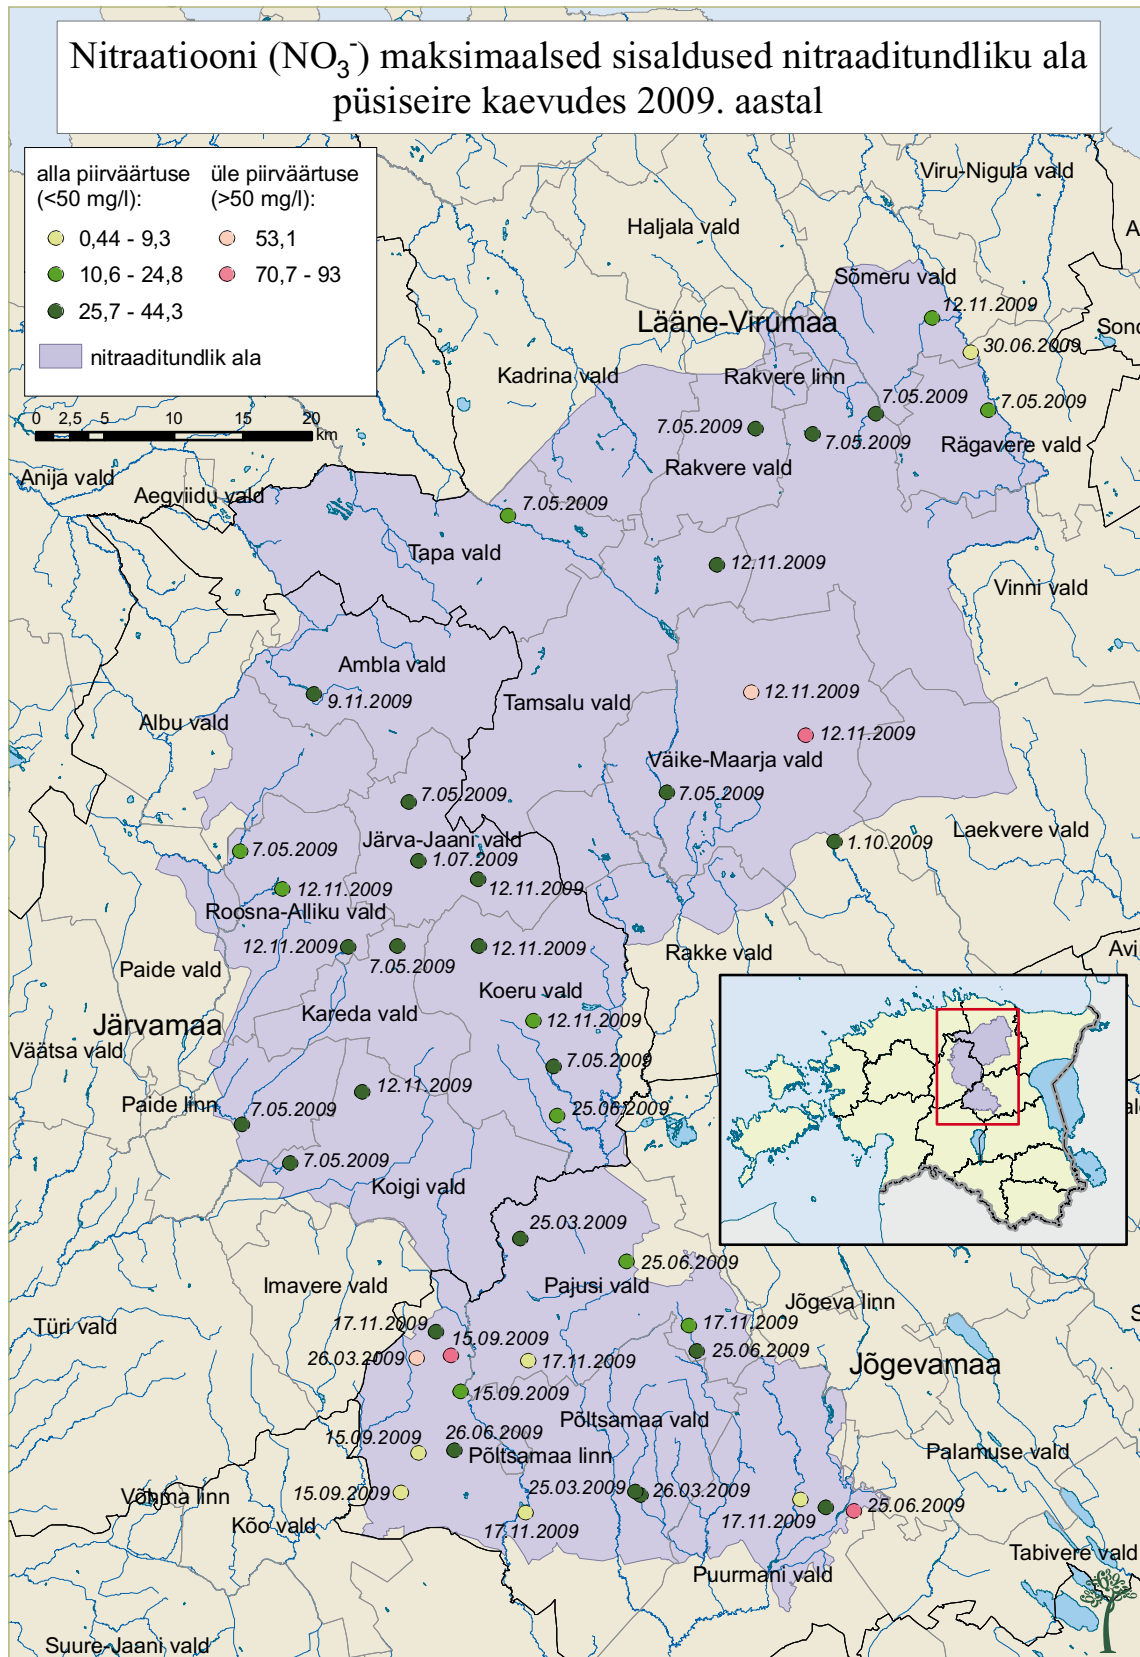 Nitraatiooni (NO₃⁻) maksimaalsed sisaldused nitraaditundliku ala
püsiseire kaevudes 2009. aastal
alla piirväärtuse
(<50 mg/l):
0,44 - 9,3
10,6 - 24,8
25,7 - 44,3
üle piirväärtuse
(>50 mg/l):
53,1
70,7 - 93
nitraaditundlik ala
0 2,5 5 10 15 20
km
Viru-Nigula vald
Haljala vald
A
Sõmeru vald
12.11.2009
Lääne-Virumaa
Sond
30.06.2009
Kadrina vald
Rakvere linn
7.05.2009
7.05.2009
7.05.2009
7.05.2009
Rägavere vald
Rakvere vald
Anija vald
Aegviidu vald
7.05.2009
Tapa vald
12.11.2009
Vinni vald
Ambla vald
9.11.2009
Tamsalu vald
12.11.2009
Albu vald
12.11.2009
Väike-Maarja vald
7.05.2009
7.05.2009
Laekvere vald
Järva-Jaani vald
1.10.2009
7.05.2009
1.07.2009
12.11.2009
12.11.2009
Roosna-Alliku vald
12.11.2009
7.05.2009
12.11.2009
Rakke vald
Avi
Paide vald
Koeru vald
Kareda vald
12.11.2009
Järvamaa
Väätsa vald
7.05.2009
12.11.2009
Paide linn
7.05.2009
25.06.2009
al
7.05.2009
Koigi vald
25.03.2009
25.06.2009
Imavere vald
Pajusi vald
Jõgeva linn
S
Türi vald
17.11.2009
17.11.2009
15.09.2009
25.06.2009
26.03.2009
17.11.2009
Jõgevamaa
15.09.2009
Põltsamaa vald
15.09.2009
26.06.2009
Põltsamaa linn
Palamuse vald
15.09.2009
25.03.2009
26.03.2009
Võhma linn
25.06.2009
17.11.2009
17.11.2009
Kõo vald
Tabivere vald
Puurmani vald
Suure-Jaani vald